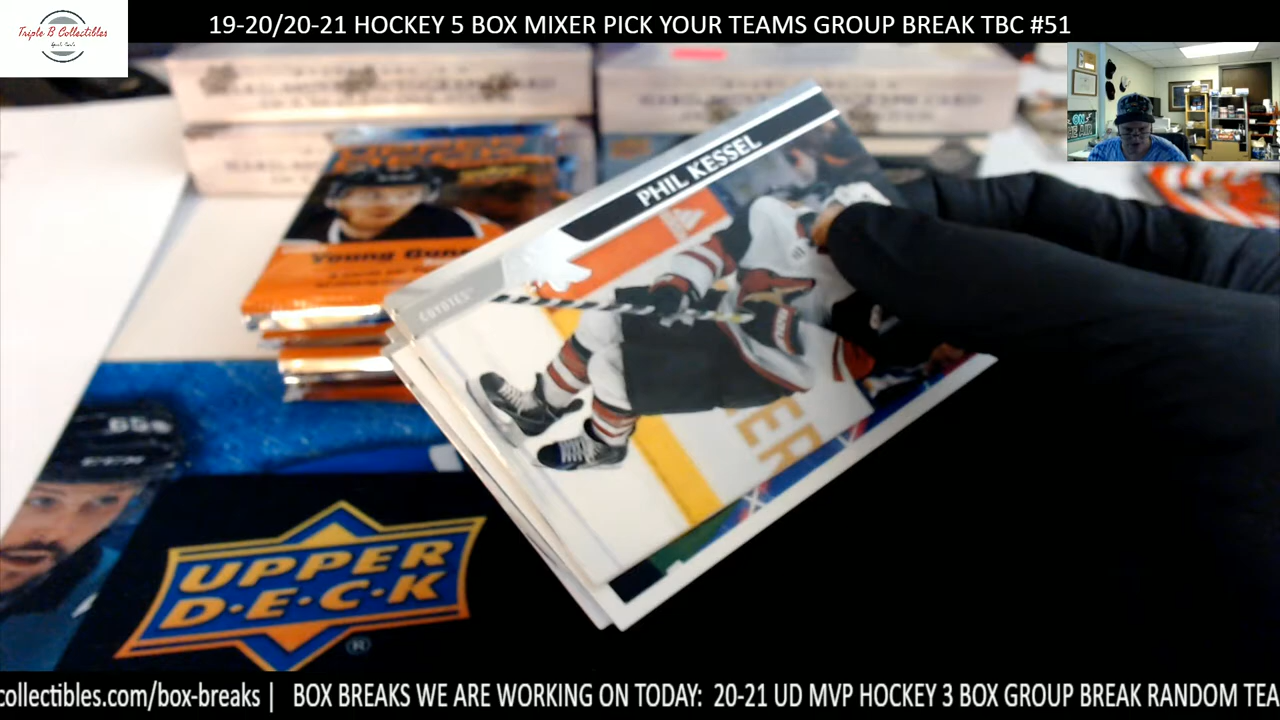 19-20/20-21 HOCKEY 5 BOX MIXER PICK YOUR TEAMS GROUP BREAK TBC #51
Triple B Collectibles
PHIL KESSEL
COYOTES
Young Guns
65
CCM
UPPER
D·E·C·K
®
collectibles.com/box-breaks | BOX BREAKS WE ARE WORKING ON TODAY: 20-21 UD MVP HOCKEY 3 BOX GROUP BREAK RANDOM TEA